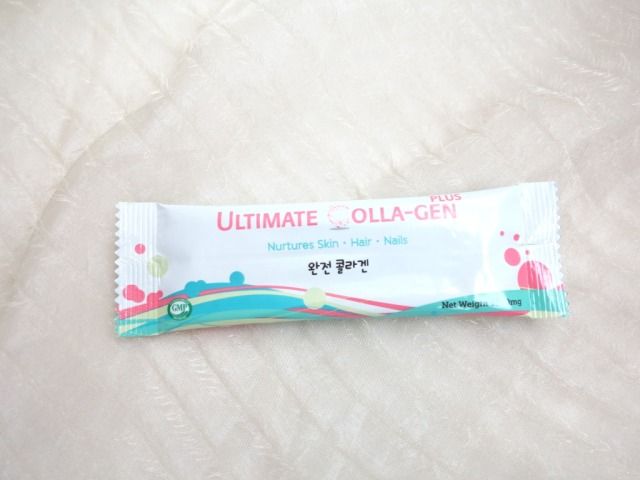 ULTIMATE COLLA-GEN PLUS
Nurtures Skin · Hair · Nails
완전 콜라겐
GMP
Net Weight